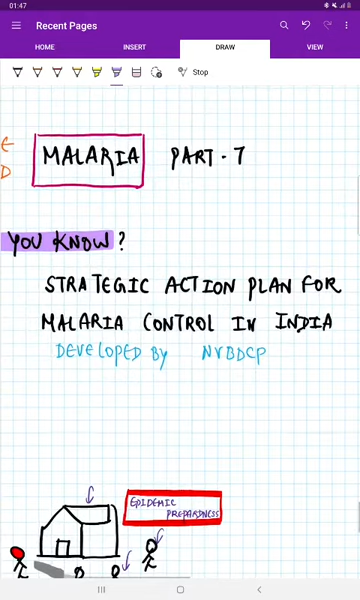 01:47
Recent Pages
HOME INSERT DRAW VIEW
Stop
E
D
MALARIA PART - 7
YOU KNOW?
STRATEGIC ACTION PLAN FOR
MALARIA CONTROL IN INDIA
DEVELOPED BY NVBDCP
EPIDEMIC
PREPARDNESS